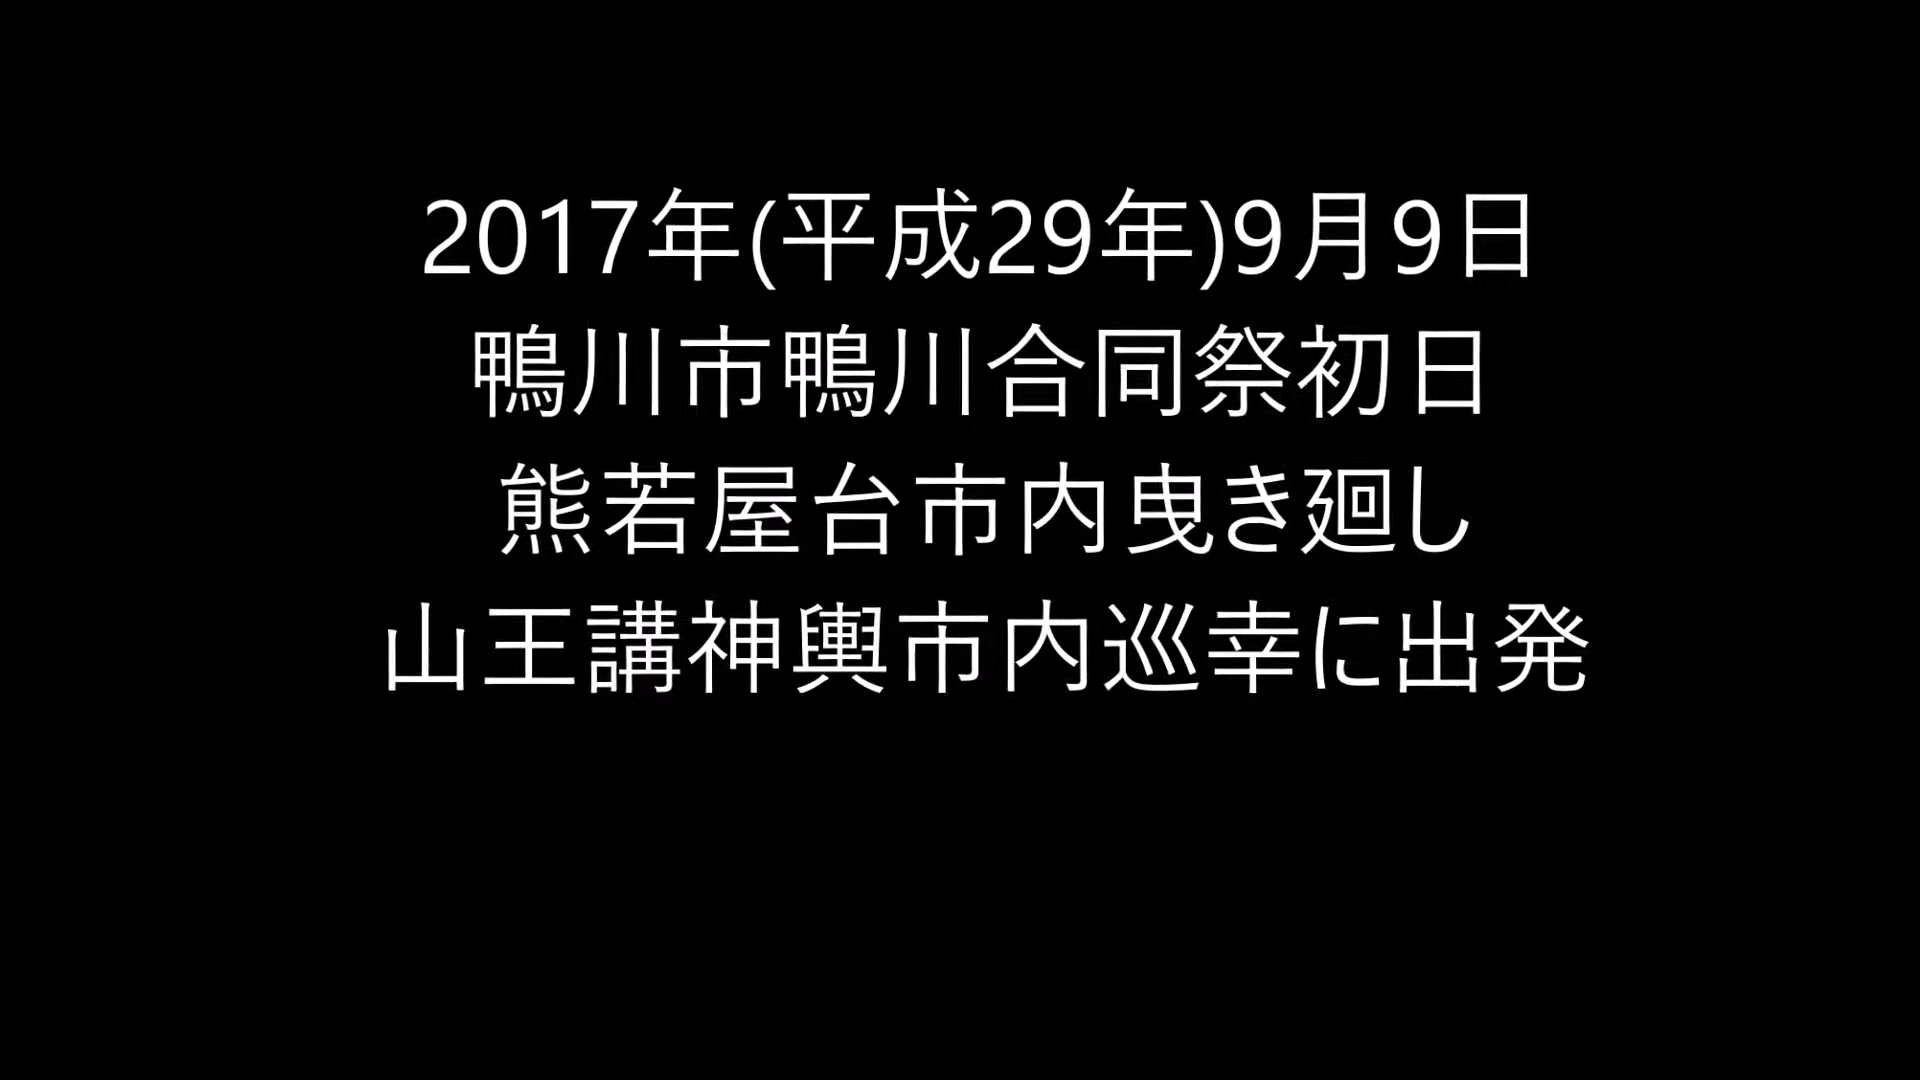 2017年(平成29年)9月9日
鴨川市鴨川合同祭初日
熊若屋台市内曳き廻し
山王講神輿市内巡幸に出発